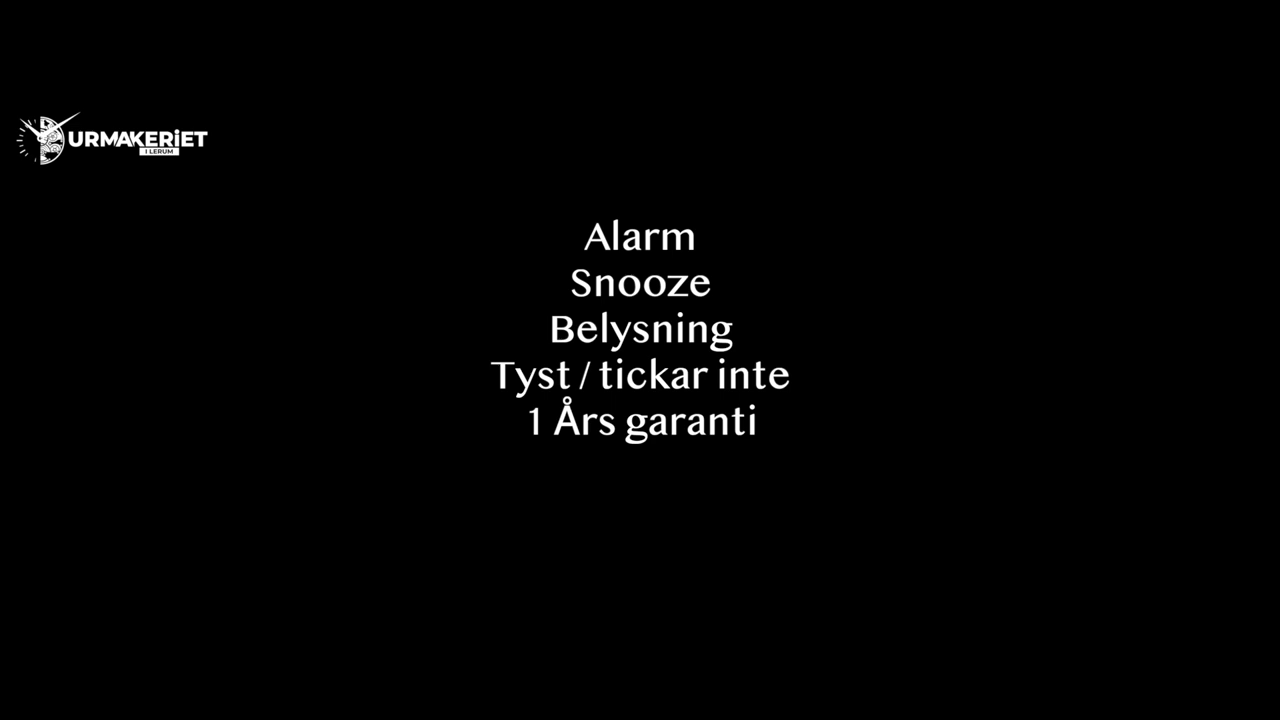 URMAKERiET
I LERUM
Alarm
Snooze
Belysning
Tyst / tickar inte
1 Års garanti